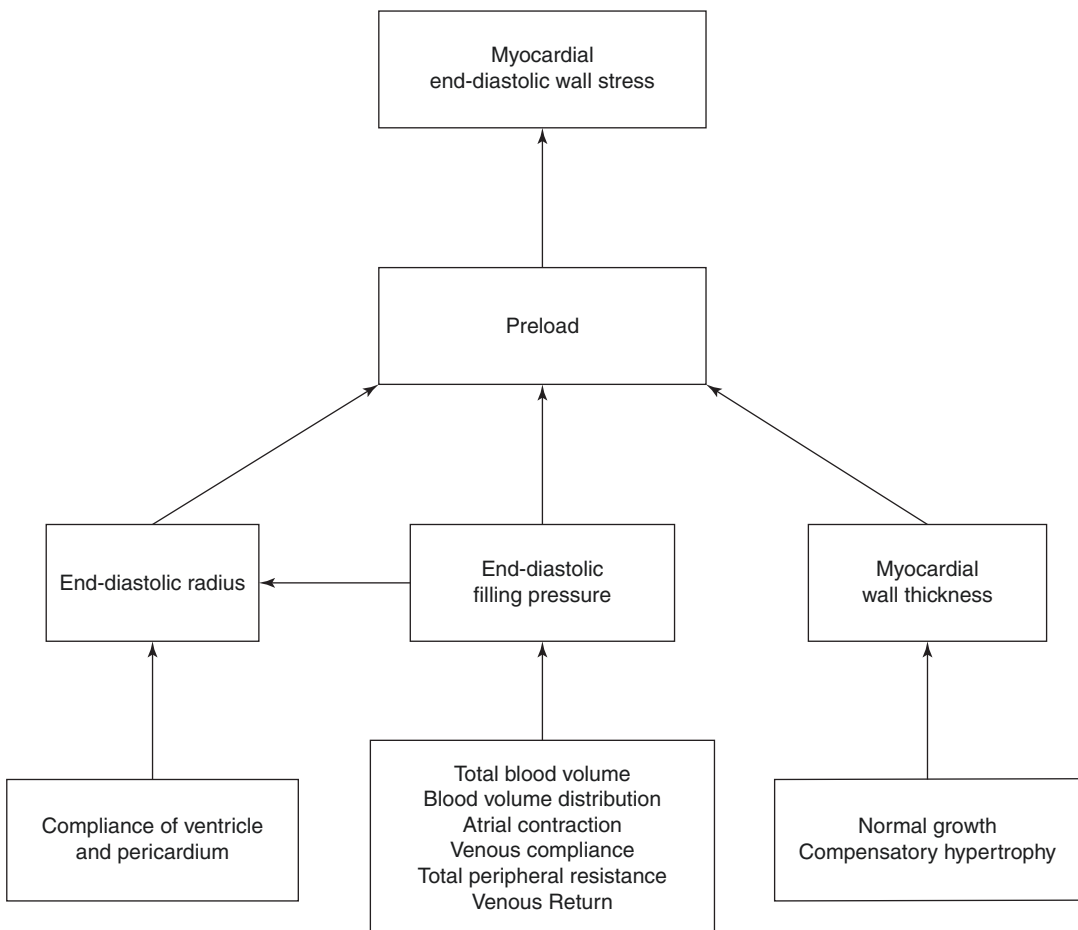 Myocardial
end-diastolic wall stress
Preload
End-diastolic radius
End-diastolic
filling pressure
Myocardial
wall thickness
Compliance of ventricle
and pericardium
Total blood volume
Blood volume distribution
Atrial contraction
Venous compliance
Total peripheral resistance
Venous Return
Normal growth
Compensatory hypertrophy